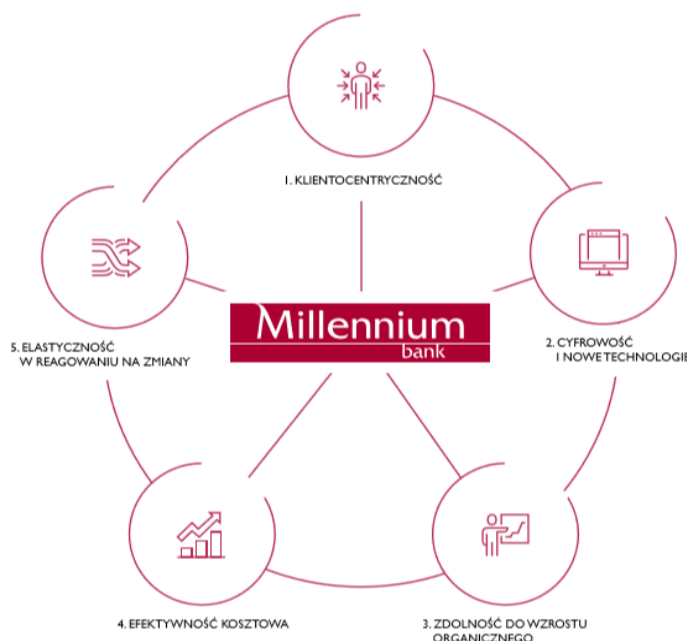 1. KLIENTOCENTRYCZNOŚĆ
Millennium
bank
5. ELASTYCZNOŚĆ
W REAGOWANIU NA ZMIANY
2. CYFROWOŚĆ
I NOWE TECHNOLOGIE
4. EFEKTYWNOŚĆ KOSZTOWA
3. ZDOLNOŚĆ DO WZROSTU
ORGANICZNEGO